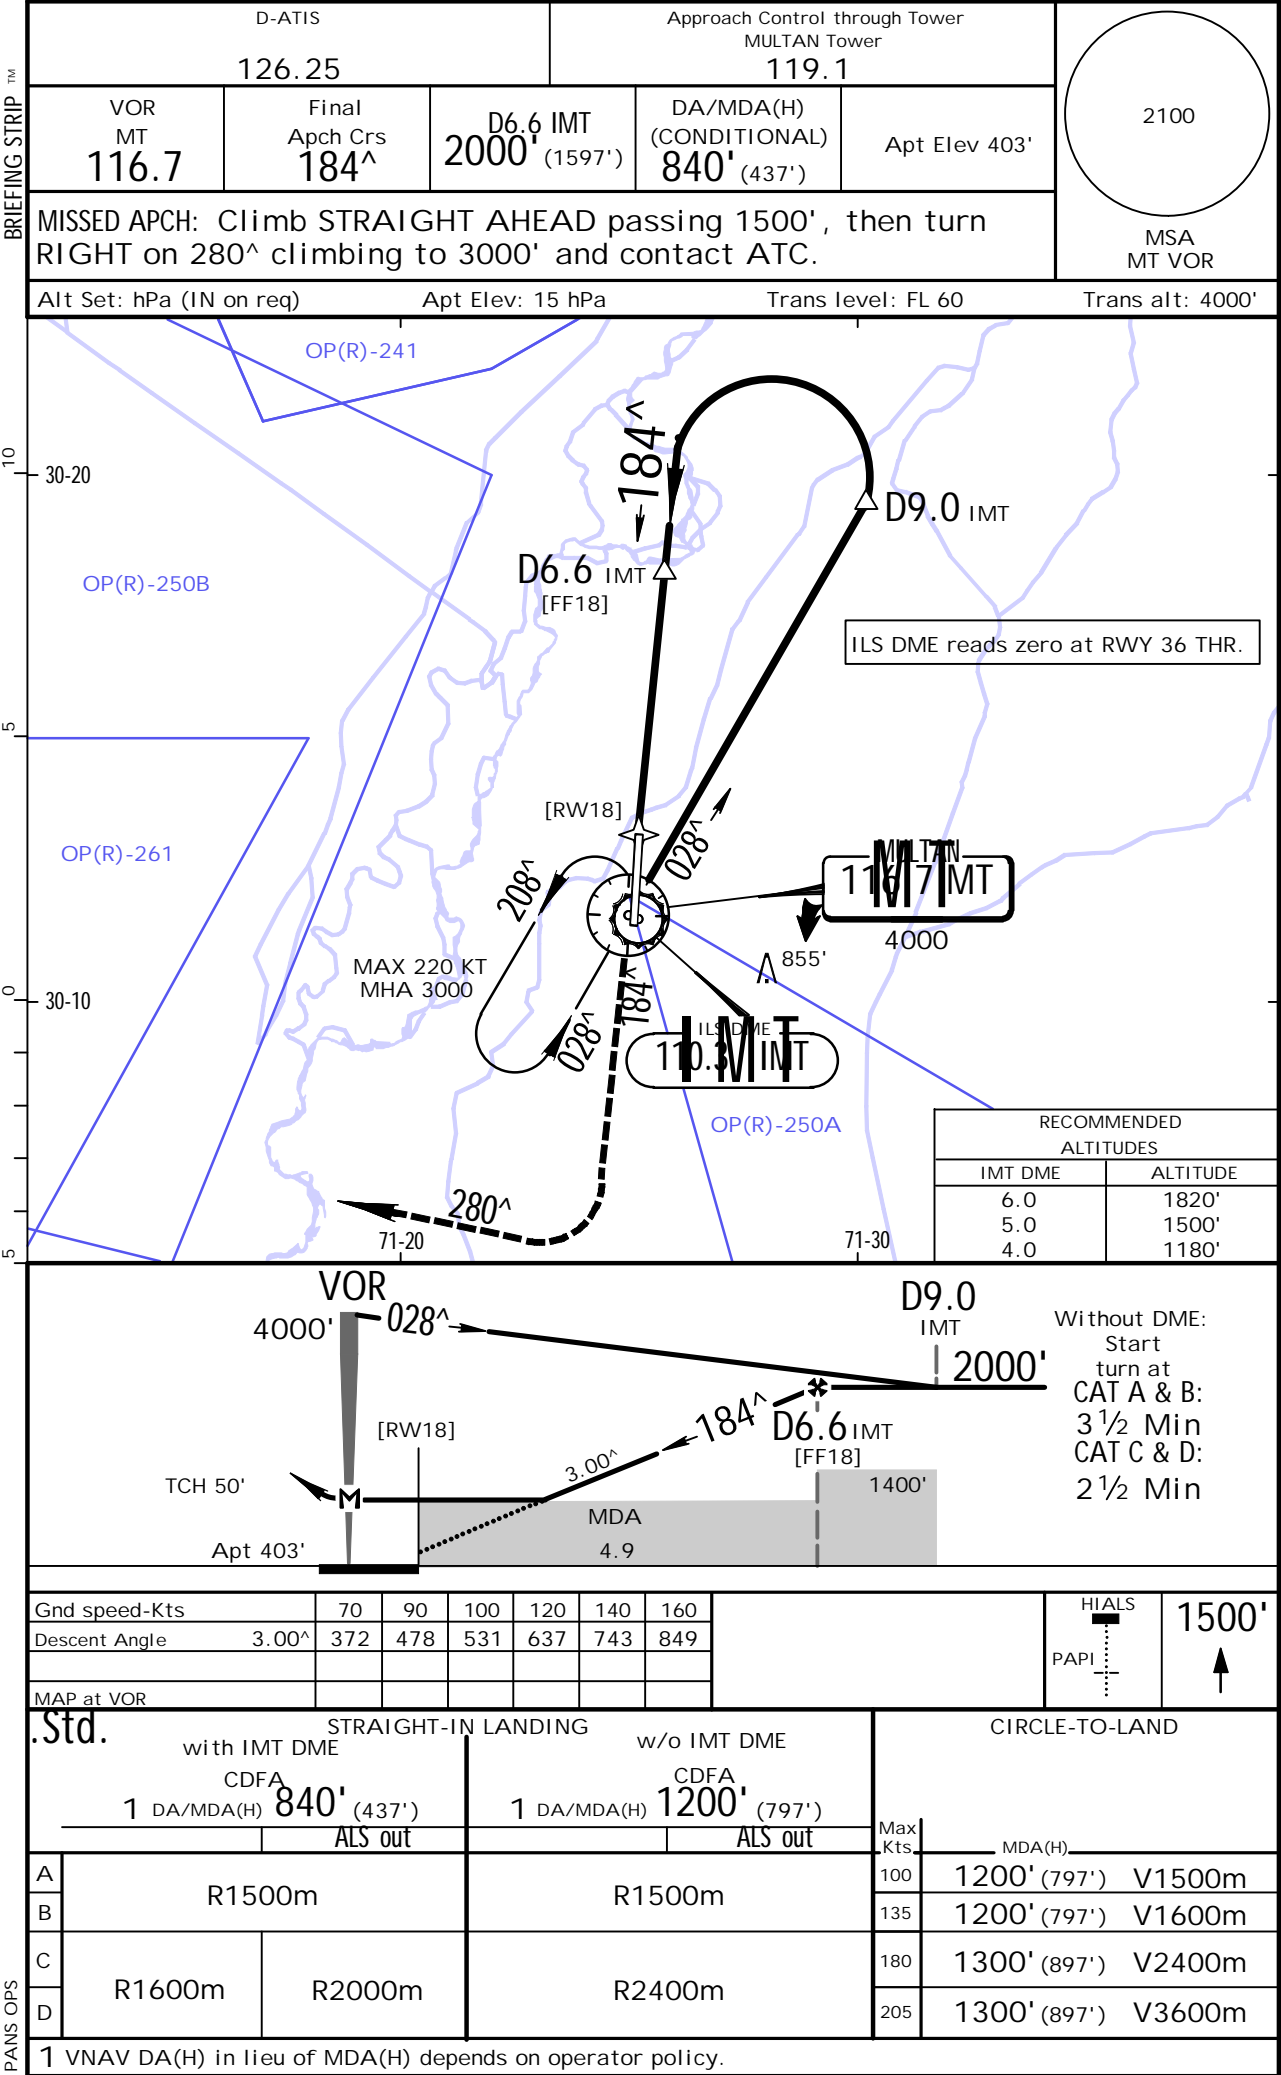 BRIEFING STRIP TM
D-ATIS
126.25
Approach Control through Tower
MULTAN Tower
119.1
VOR
MT
116.7
Final
Apch Crs
184^
D6.6 IMT
2000' (1597')
DA/MDA(H)
(CONDITIONAL)
840' (437')
Apt Elev 403'
2100
MSA
MT VOR
MISSED APCH: Climb STRAIGHT AHEAD passing 1500', then turn
RIGHT on 280^ climbing to 3000' and contact ATC.
Alt Set: hPa (IN on req) Apt Elev: 15 hPa Trans level: FL 60 Trans alt: 4000'
OP(R)-241
184^
10
30-20
D9.0 IMT
D6.6 IMT
[FF18]
OP(R)-250B
ILS DME reads zero at RWY 36 THR.
5
[RW18]
028^
OP(R)-261
208^
MULTAN
116.7 MT
4000
855'
MAX 220 KT
MHA 3000
0
30-10
184^
028^
ILS DME
110.3 IMT
OP(R)-250A
RECOMMENDED
ALTITUDES
IMT DME ALTITUDE
6.0 1820'
5.0 1500'
4.0 1180'
280^
5
71-20
71-30
VOR
4000'
028^
D9.0
IMT
2000'
Without DME:
Start
turn at
CAT A & B:
3 1/2 Min
CAT C & D:
2 1/2 Min
184^
D6.6 IMT
[FF18]
[RW18]
3.00^
TCH 50'
1400'
MDA
Apt 403'
4.9
Gnd speed-Kts 70 90 100 120 140 160
Descent Angle 3.00^ 372 478 531 637 743 849
MAP at VOR
HIALS
PAPI
1500'
.Std.
STRAIGHT-IN LANDING
CIRCLE-TO-LAND
with IMT DME
CDFA
1 DA/MDA(H) 840' (437')
ALS out
w/o IMT DME
CDFA
1 DA/MDA(H) 1200' (797')
ALS out
Max
Kts
MDA(H)
A
B
C
D
R1500m
R1600m
R2000m
R1500m
R2400m
100 1200' (797') V1500m
135 1200' (797') V1600m
180 1300' (897') V2400m
205 1300' (897') V3600m
PANS OPS
1 VNAV DA(H) in lieu of MDA(H) depends on operator policy.